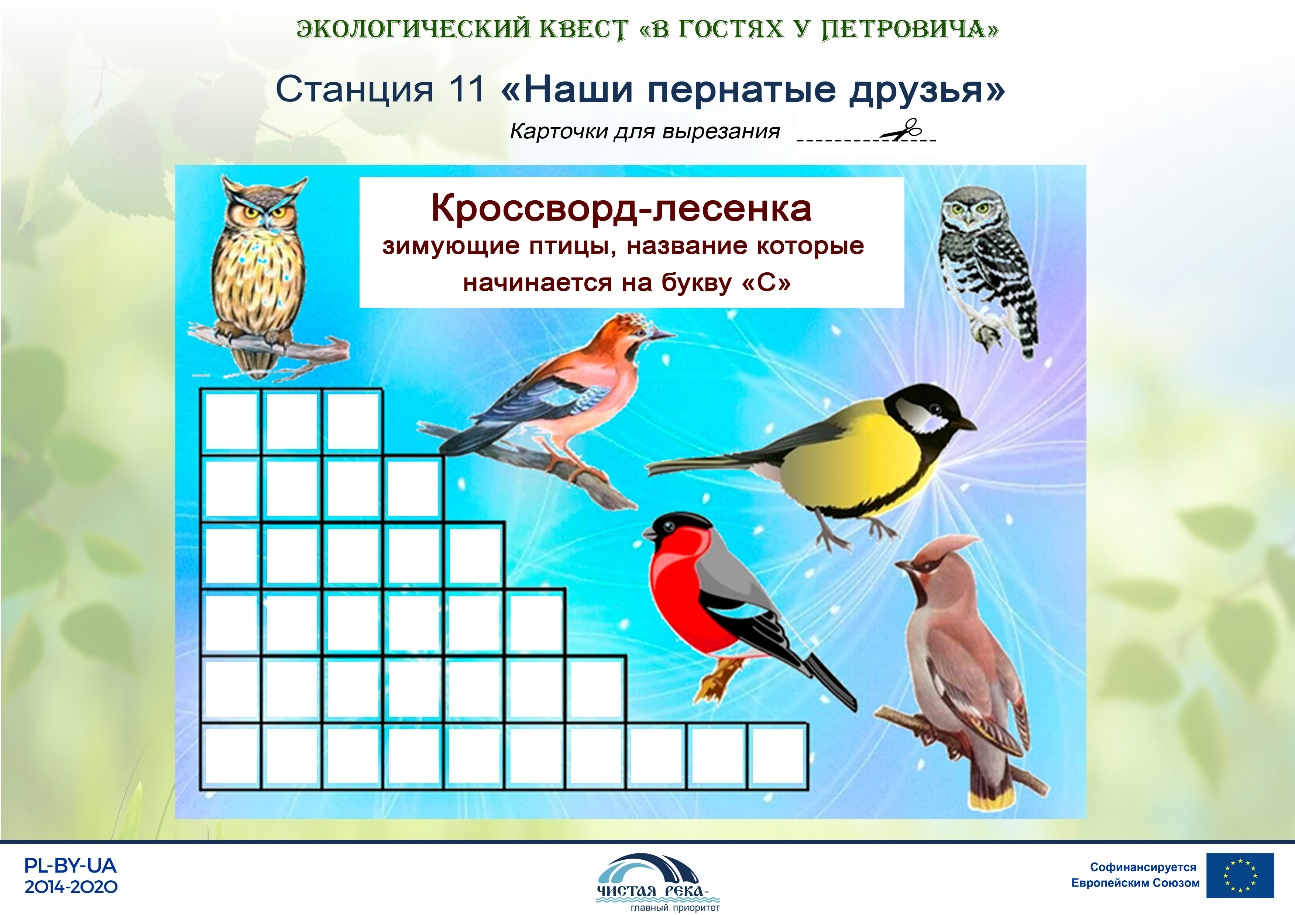 ЭКОЛОГИЧЕСКИЙ КВЕСТ «В ГОСТЯХ У ПЕТРОВИЧА»
Станция 11 «Наши пернатые друзья»
Карточки для вырезания
Кроссворд-лесенка
зимующие птицы, название которые
начинается на букву «С»
PL-BY-UA
2014-2020
ЧИСТАЯ РЕКА-
главный приоритет
Софинансируется
Европейским Союзом